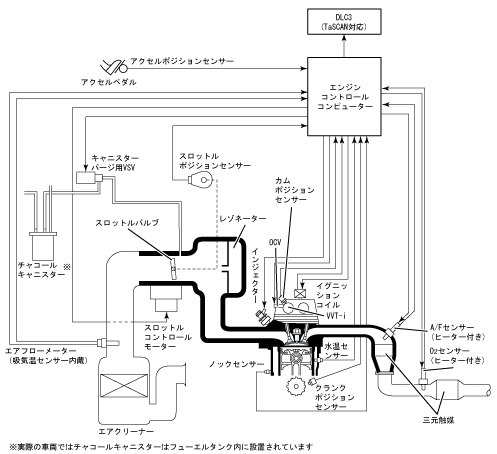 DLC3
(TaSCAN対応)
アクセルポジションセンサー
アクセルペダル
エンジン
コントロール
コンピューター
キャニスター
パージ用VSV
スロットル
ポジションセンサー
カム
ポジション
センサー
スロットルバルブ
レゾネーター
OCV
インジェクター
イグニッ
ション
コイル
VVT-i
チャコール
キャニスター
※
スロットル
コントロール
モーター
A/Fセンサー
(ヒーター付き)
エアフローメーター
(吸気温センサー内蔵)
水温セ
ンサー
O2センサー
(ヒーター付き)
ノックセンサー
クランク
ポジション
センサー
三元触媒
エアクリーナー
※実際の車両ではチャコールキャニスターはフューエルタンク内に設置されています